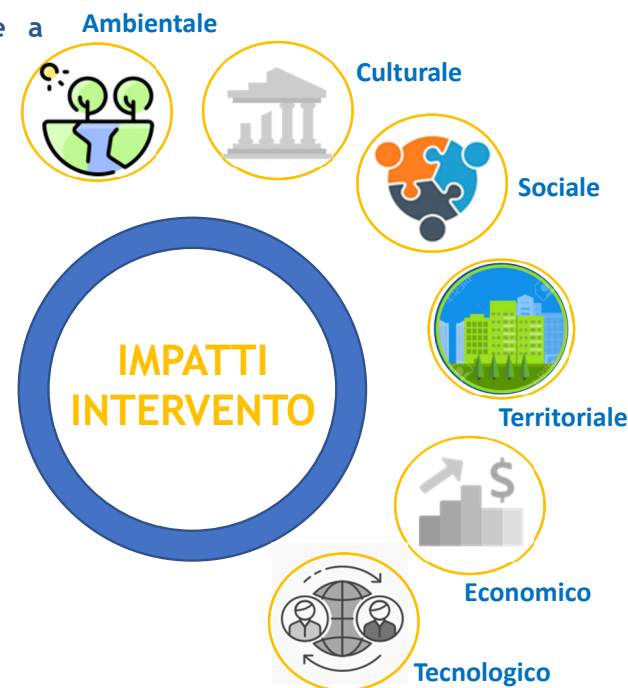 e a
Ambientale
Culturale
Sociale
IMPATTI
INTERVENTO
Territoriale
$
Economico
Tecnologico